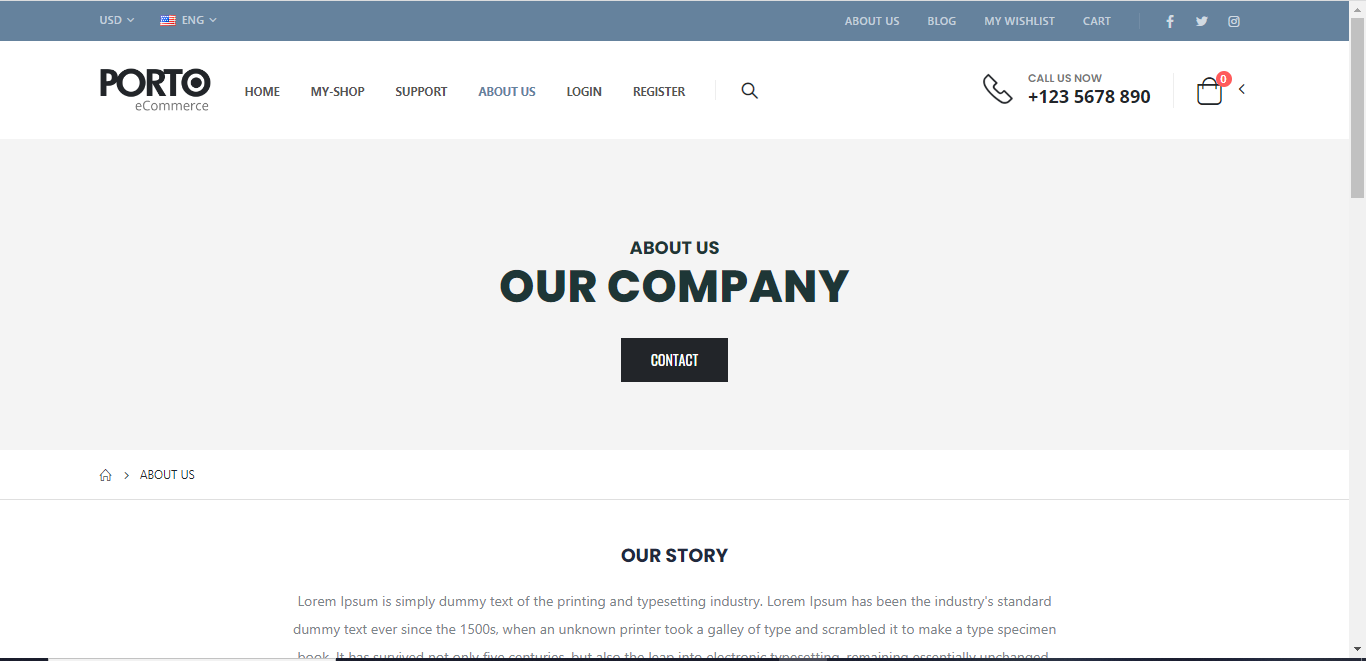 USD ENG ABOUT US BLOG MY WISHLIST CART
PORTO
eCommerce
HOME MY-SHOP SUPPORT ABOUT US LOGIN REGISTER
CALL US NOW
+123 5678 890
0
ABOUT US
OUR COMPANY
CONTACT
ABOUT US
OUR STORY
Lorem Ipsum is simply dummy text of the printing and typesetting industry. Lorem Ipsum has been the industry's standard
dummy text ever since the 1500s, when an unknown printer took a galley of type and scrambled it to make a type specimen
book. It has survived not only five centuries, but also the leap into electronic typesetting, remaining essentially unchanged.